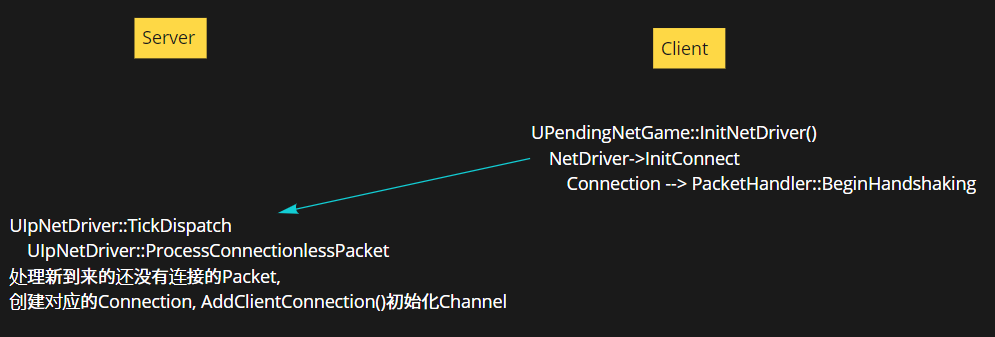 Server
Client
UPendingNetGame::InitNetDriver()
NetDriver->InitConnect
Connection --> PacketHandler::BeginHandshaking
UIpNetDriver::TickDispatch
UIpNetDriver::ProcessConnectionlessPacket
处理新到来的还没有连接的Packet,
创建对应的Connection, AddClientConnection()初始化Channel